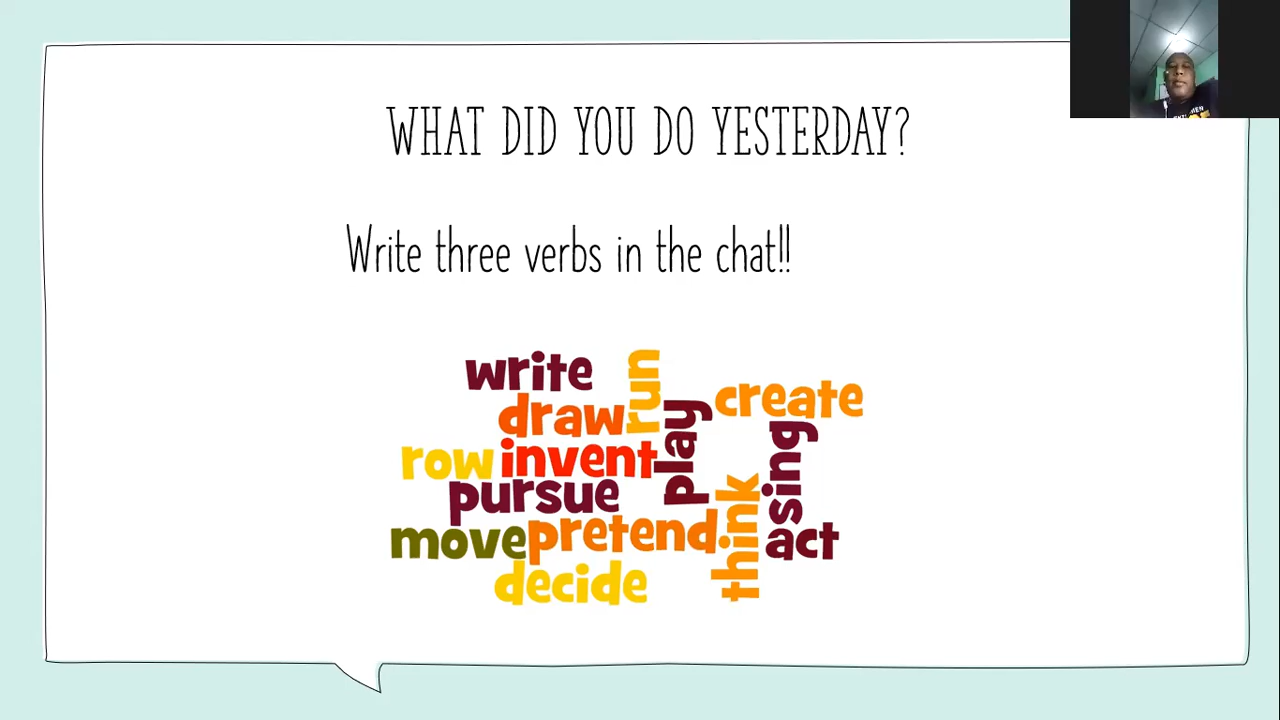 WHAT DID YOU DO YESTERDAY?
Write three verbs in the chat!!
write
run
create
draw
play
sing
row
invent
pursue
think
move
pretend
act
decide